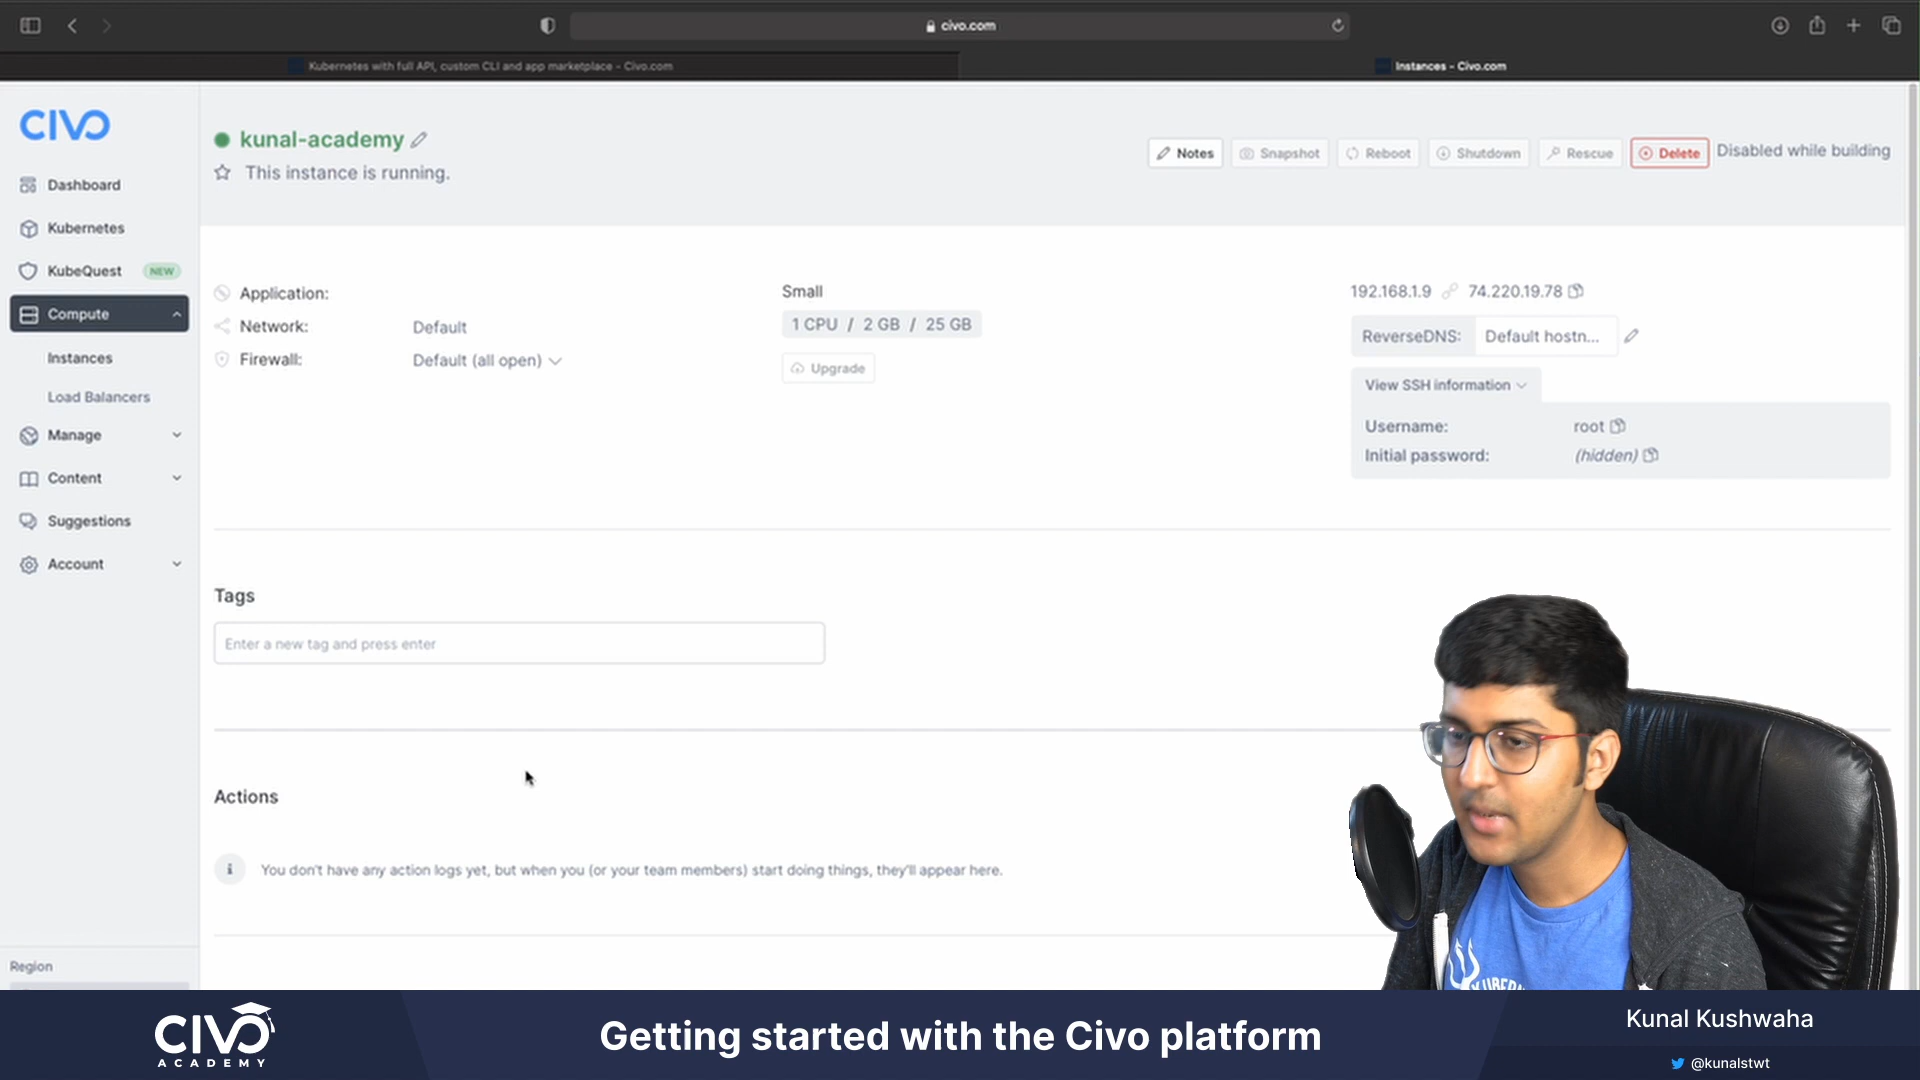 civo.com
Kubernetes with full API, custom CLI and app marketplace - Civo.com
Instances - Civo.com
CIVO
Dashboard
Kubernetes
KubeQuest NEW
Compute
Instances
Load Balancers
Manage
Content
Suggestions
Account
Region
kunal-academy
This instance is running.
Notes Snapshot Reboot Shutdown Rescue Delete Disabled while building
Application:
Network: Default
Firewall: Default (all open)
Small
1 CPU / 2 GB / 25 GB
Upgrade
192.168.1.9 74.220.19.78
ReverseDNS: Default hostn...
View SSH information
Username: root
Initial password: (hidden)
Tags
Enter a new tag and press enter
Actions
You don't have any action logs yet, but when you (or your team members) start doing things, they'll appear here.
CIVO
ACADEMY
Getting started with the Civo platform
Kunal Kushwaha
@kunalstwt